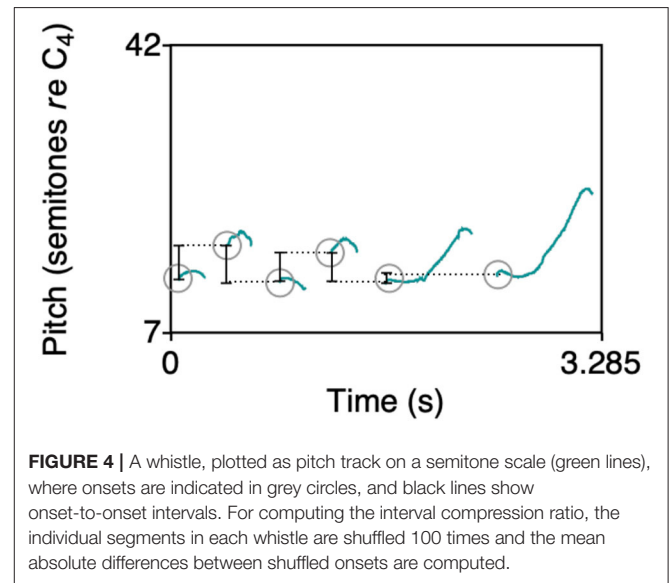 42
Pitch (semitones re C4)
7
0
3.285
Time (s)
FIGURE 4 | A whistle, plotted as pitch track on a semitone scale (green lines),
where onsets are indicated in grey circles, and black lines show
onset-to-onset intervals. For computing the interval compression ratio, the
individual segments in each whistle are shuffled 100 times and the mean
absolute differences between shuffled onsets are computed.